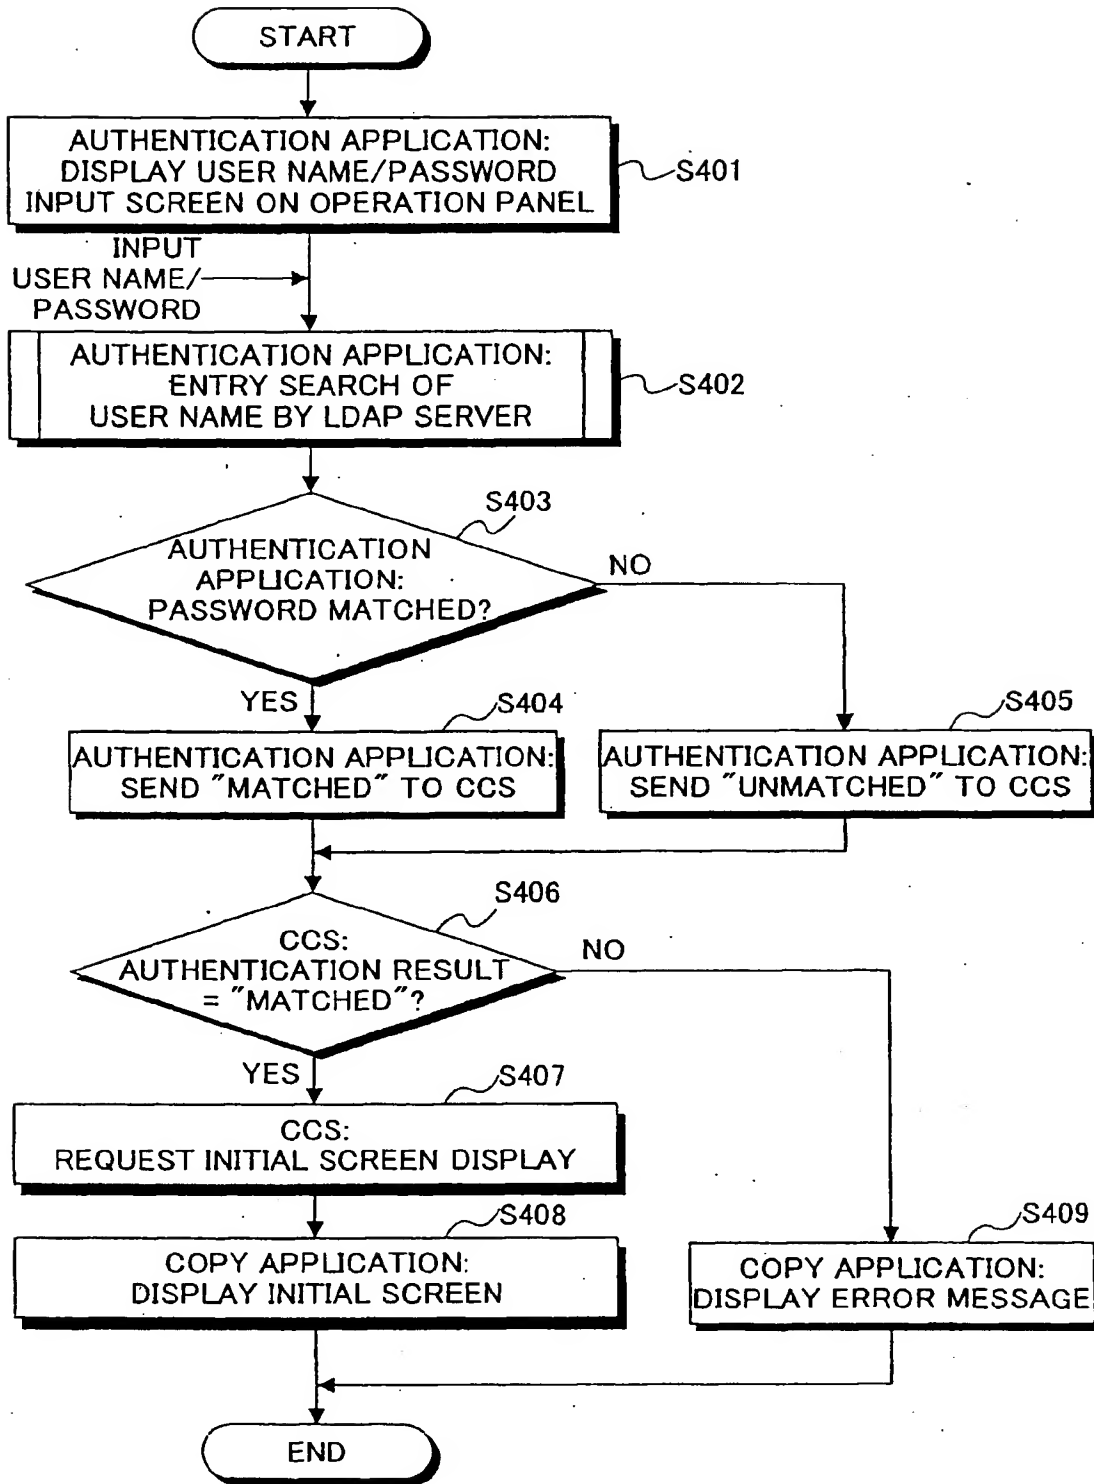 START
AUTHENTICATION APPLICATION:
DISPLAY USER NAME/PASSWORD
INPUT SCREEN ON OPERATION PANEL
S401
INPUT
USER NAME/
PASSWORD
AUTHENTICATION APPLICATION:
ENTRY SEARCH OF
USER NAME BY LDAP SERVER
S402
S403
AUTHENTICATION
APPLICATION:
PASSWORD MATCHED?
NO
YES
S404
AUTHENTICATION APPLICATION:
SEND "MATCHED" TO CCS
S405
AUTHENTICATION APPLICATION:
SEND "UNMATCHED" TO CCS
S406
CCS:
AUTHENTICATION RESULT
= "MATCHED"?
NO
YES
S407
CCS:
REQUEST INITIAL SCREEN DISPLAY
S408
COPY APPLICATION:
DISPLAY INITIAL SCREEN
S409
COPY APPLICATION:
DISPLAY ERROR MESSAGE
END